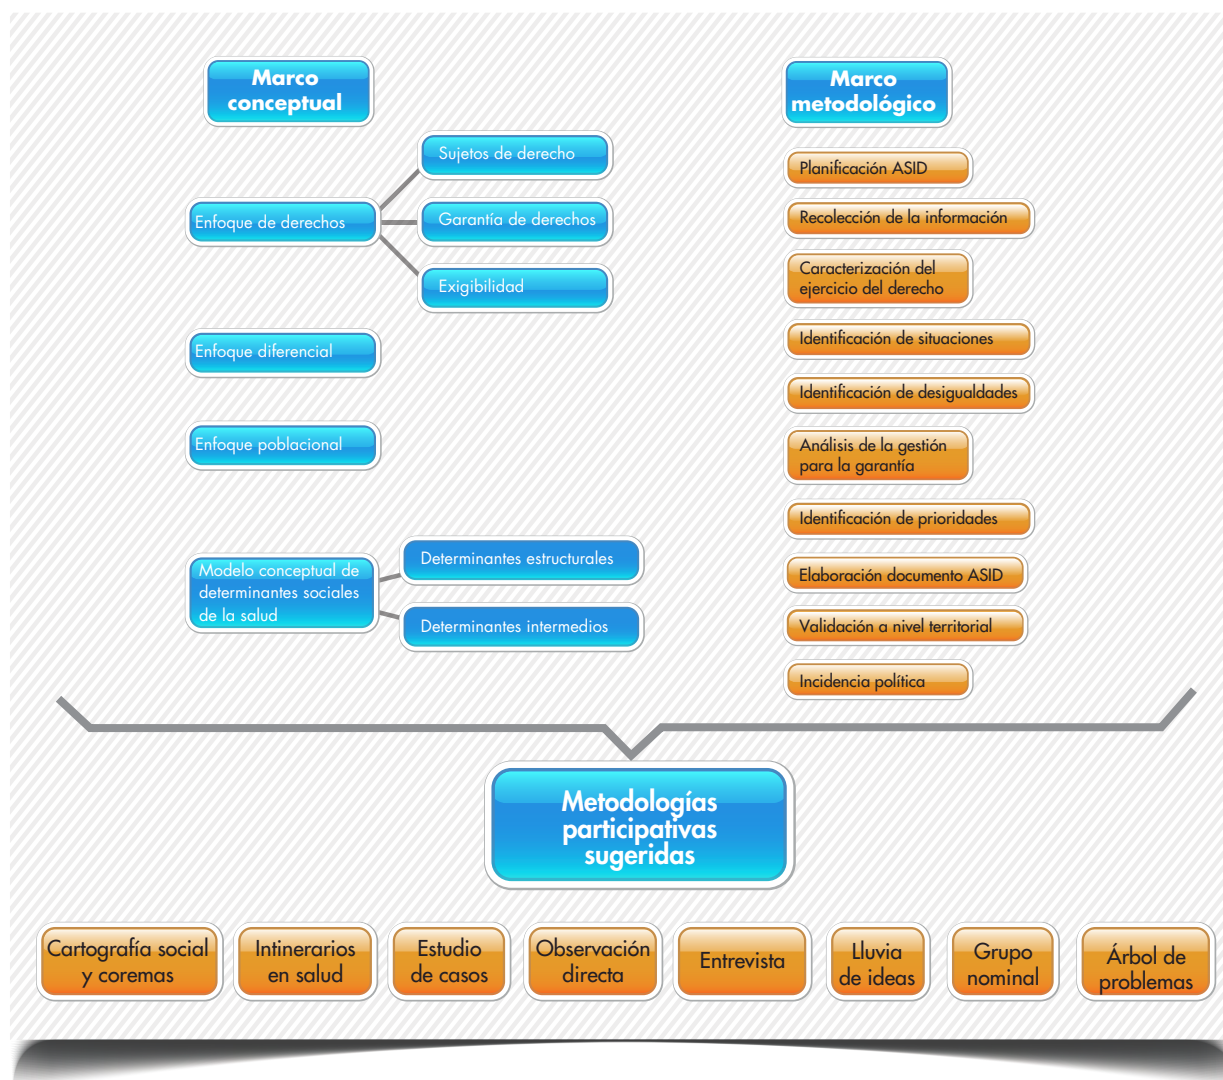 Marco
conceptual
Sujetos de derecho
Enfoque de derechos
Garantía de derechos
Exigibilidad
Enfoque diferencial
Enfoque poblacional
Modelo conceptual de
determinantes sociales
de la salud
Determinantes estructurales
Determinantes intermedios
Marco
metodológico
Planificación ASID
Recolección de la información
Caracterización del
ejercicio del derecho
Identificación de situaciones
Identificación de desigualdades
Análisis de la gestión
para la garantía
Identificación de prioridades
Elaboración documento ASID
Validación a nivel territorial
Incidencia política
Metodologías
participativas
sugeridas
Cartografía social
y coremas
Intinerarios
en salud
Estudio
de casos
Observación
directa
Entrevista
Lluvia
de ideas
Grupo
nominal
Árbol de
problemas